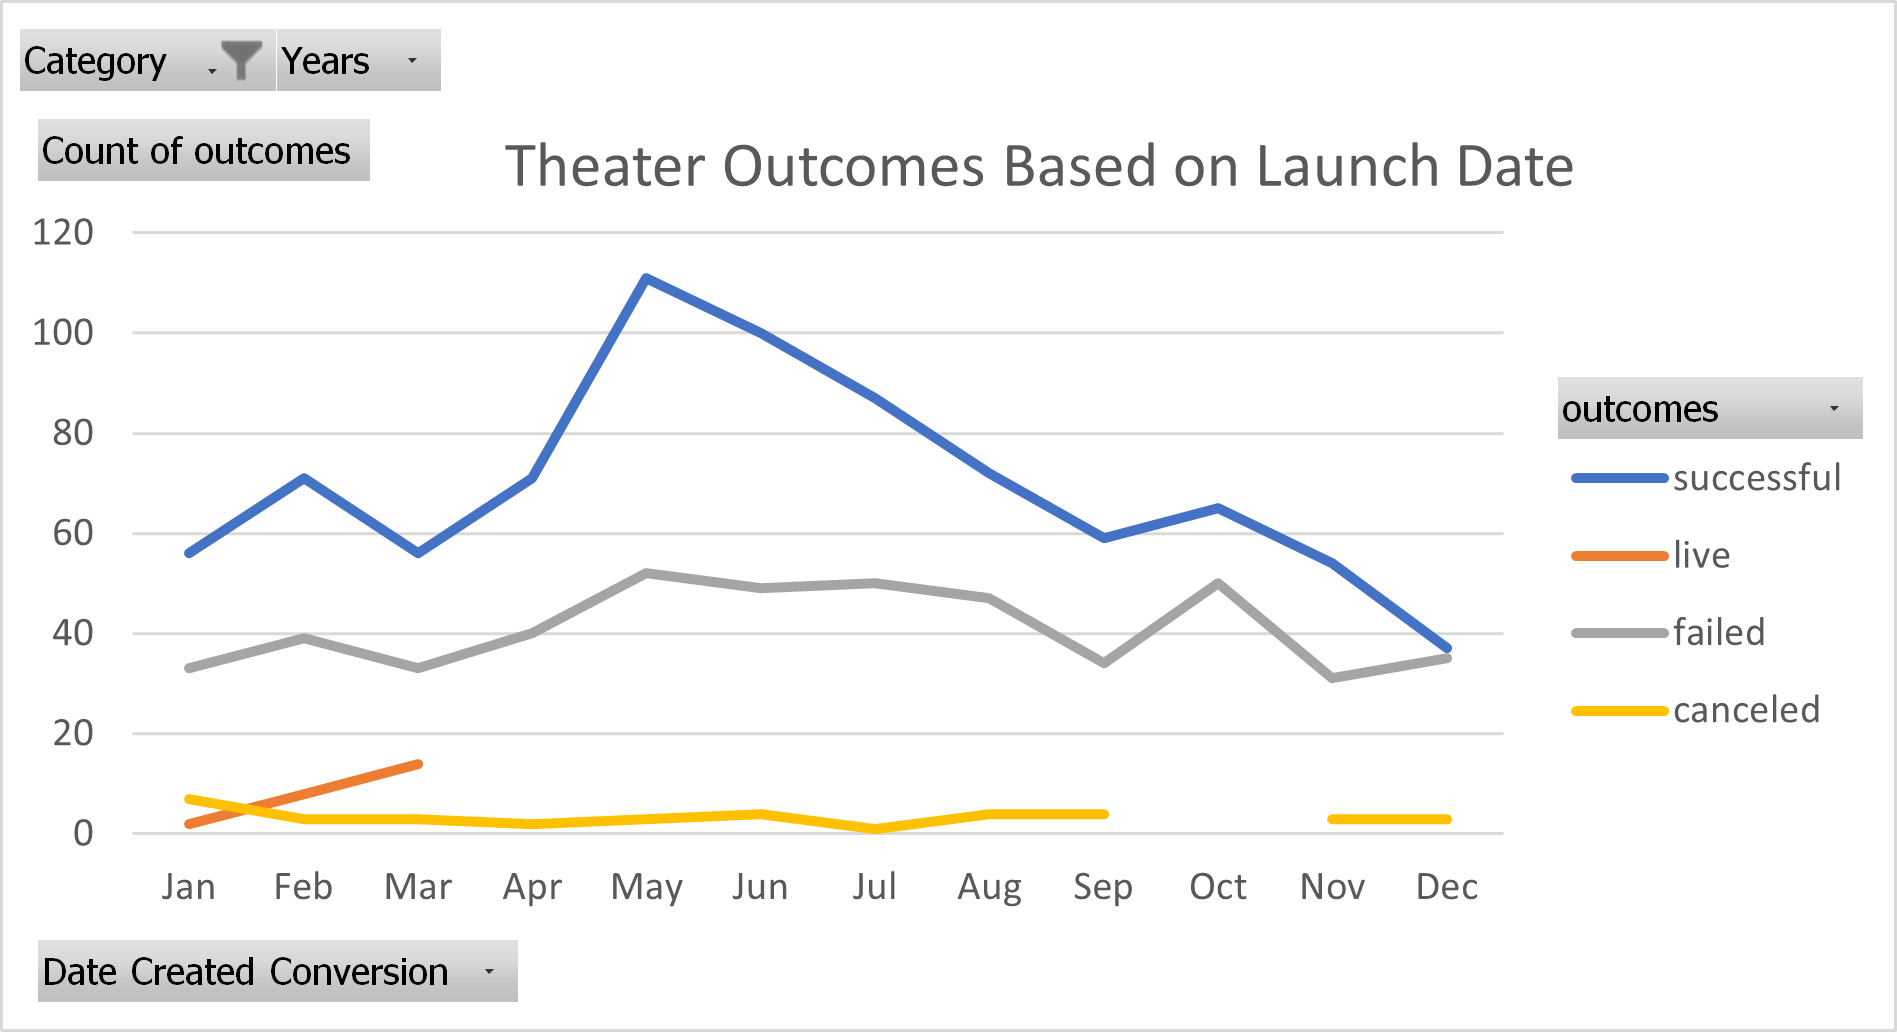 Category Years
Count of outcomes
Theater Outcomes Based on Launch Date
120
100
80
60
40
20
0
Jan Feb Mar Apr May Jun Jul Aug Sep Oct Nov Dec
outcomes
successful
live
failed
canceled
Date Created Conversion